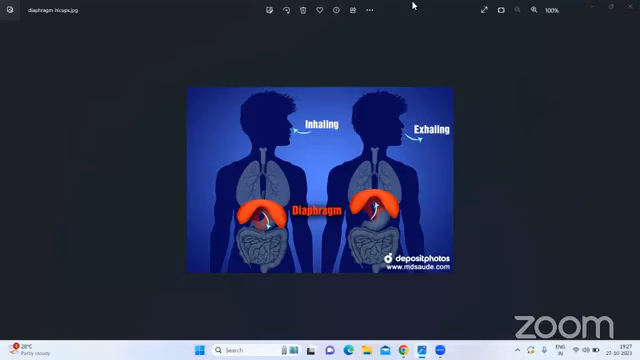 diaphragm-hicups.jpg
100%
Inhaling
Exhaling
Diaphragm
depositphotos
www.mdsaude.com
zoom
28°C
Partly cloudy
Search
ENG
IN
19:27
27-10-2023